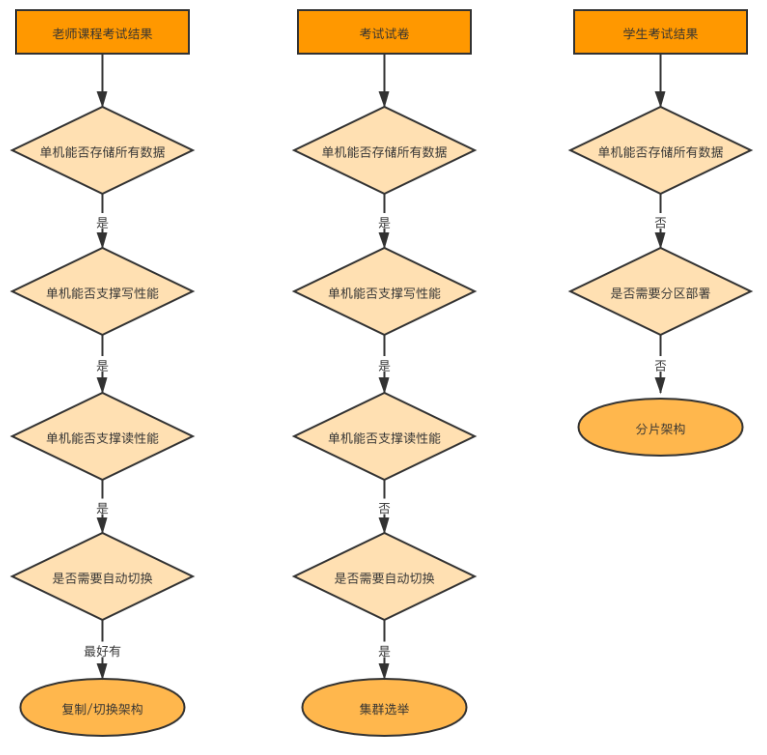 老师课程考试结果
单机能否存储所有数据
是
单机能否支撑写性能
是
单机能否支撑读性能
是
是否需要自动切换
最好有
复制/切换架构
考试试卷
单机能否存储所有数据
是
单机能否支撑写性能
是
单机能否支撑读性能
否
是否需要自动切换
是
集群选举
学生考试结果
单机能否存储所有数据
否
是否需要分区部署
否
分片架构